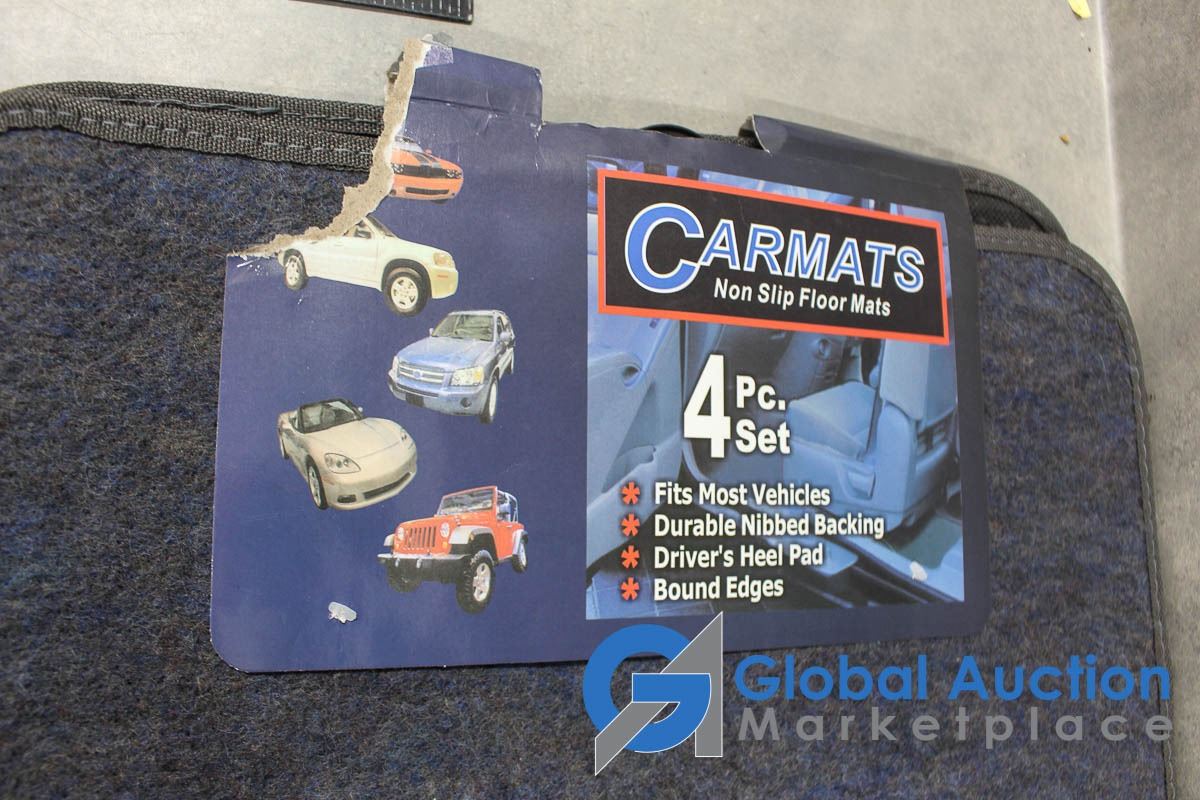 CARMATS
Non Slip Floor Mats
4 Pc. Set
* Fits Most Vehicles
* Durable Nibbed Backing
* Driver's Heel Pad
* Bound Edges
GA Global Auction
Marketplace